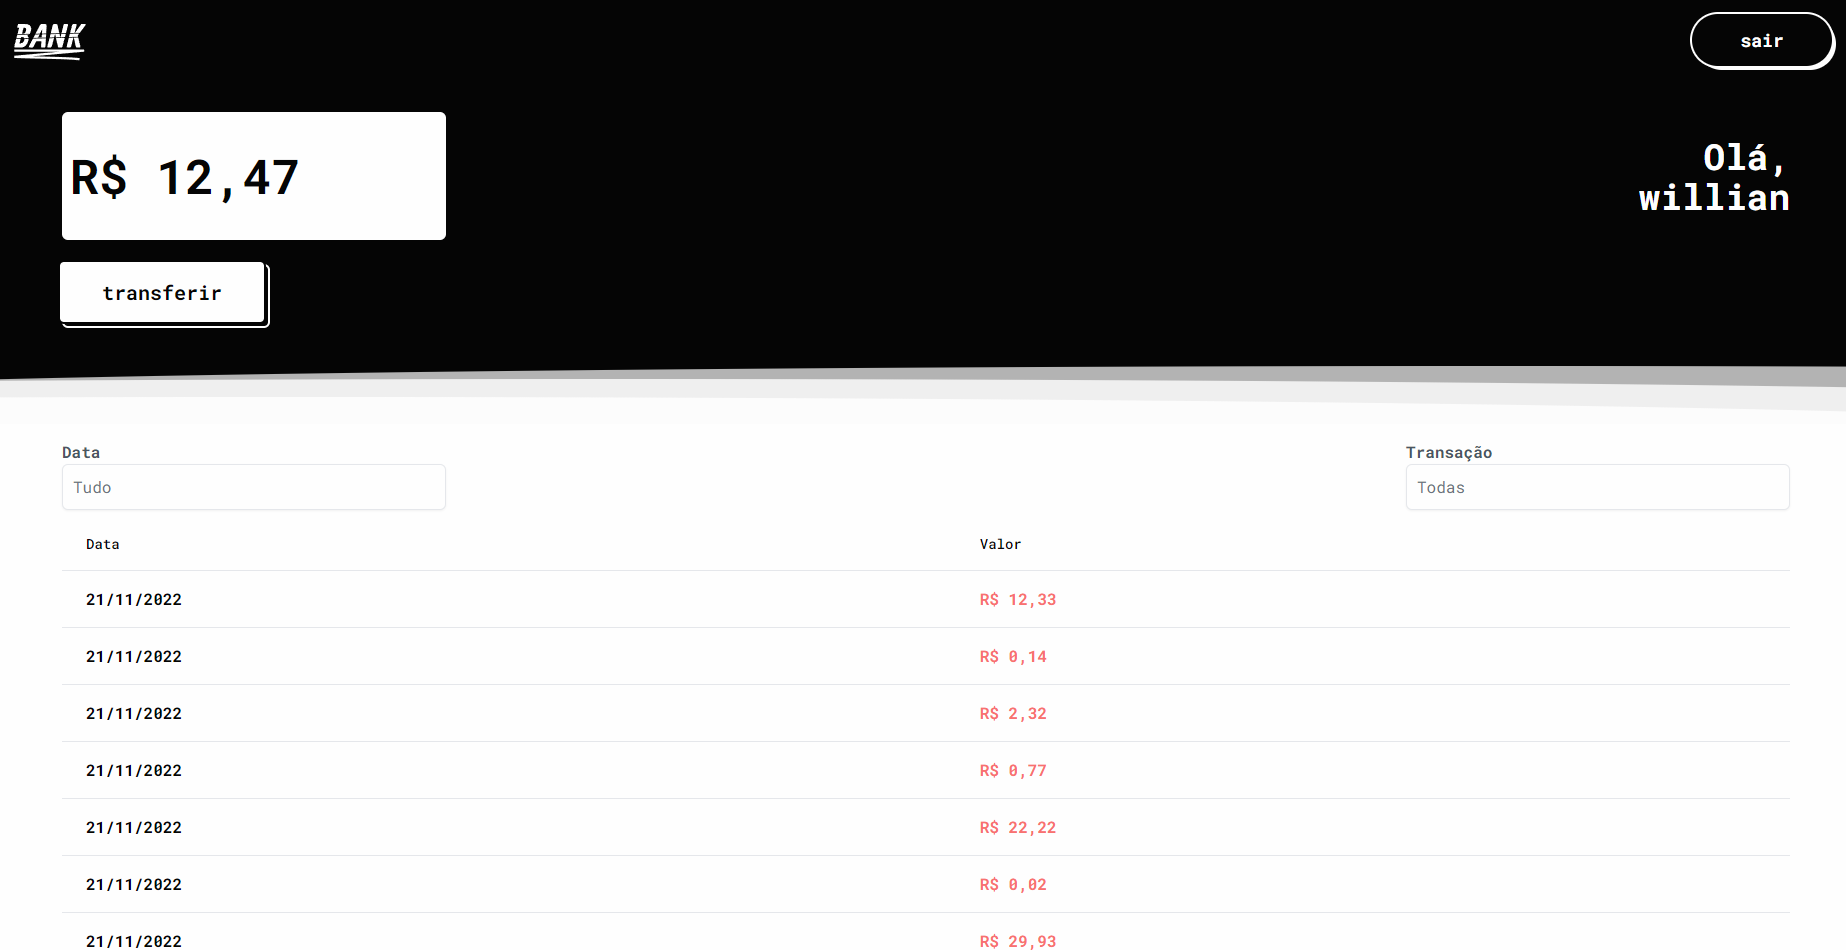 BANK
sair
R$ 12,47
Olá,
willian
transferir
Data
Transação
Tudo
Todas
Data Valor
21/11/2022 R$ 12,33
21/11/2022 R$ 0,14
21/11/2022 R$ 2,32
21/11/2022 R$ 0,77
21/11/2022 R$ 22,22
21/11/2022 R$ 0,02
21/11/2022 R$ 29,93